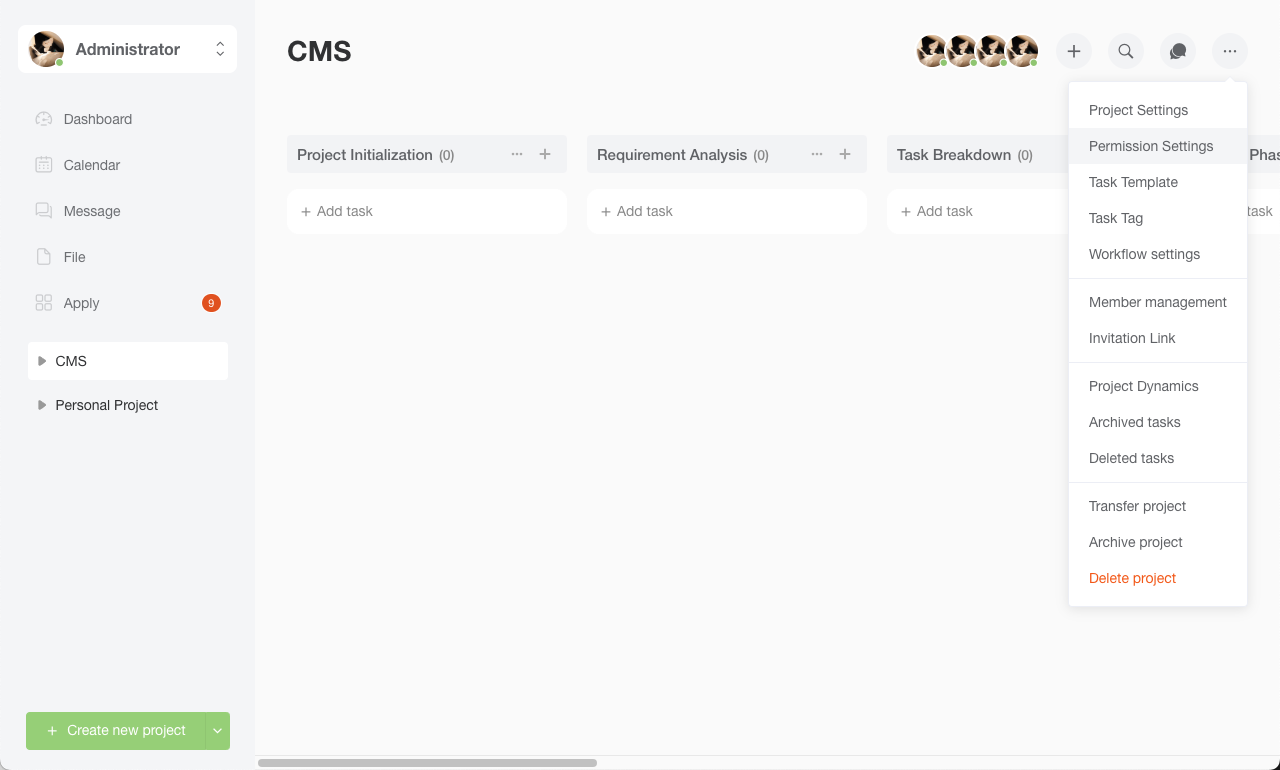 Administrator
Dashboard
Calendar
Message
File
Apply
9
CMS
Personal Project
Create new project
CMS
Project Initialization (0)
Add task
Requirement Analysis (0)
Add task
Task Breakdown (0)
Add task
Phas
task
Project Settings
Permission Settings
Task Template
Task Tag
Workflow settings
Member management
Invitation Link
Project Dynamics
Archived tasks
Deleted tasks
Transfer project
Archive project
Delete project